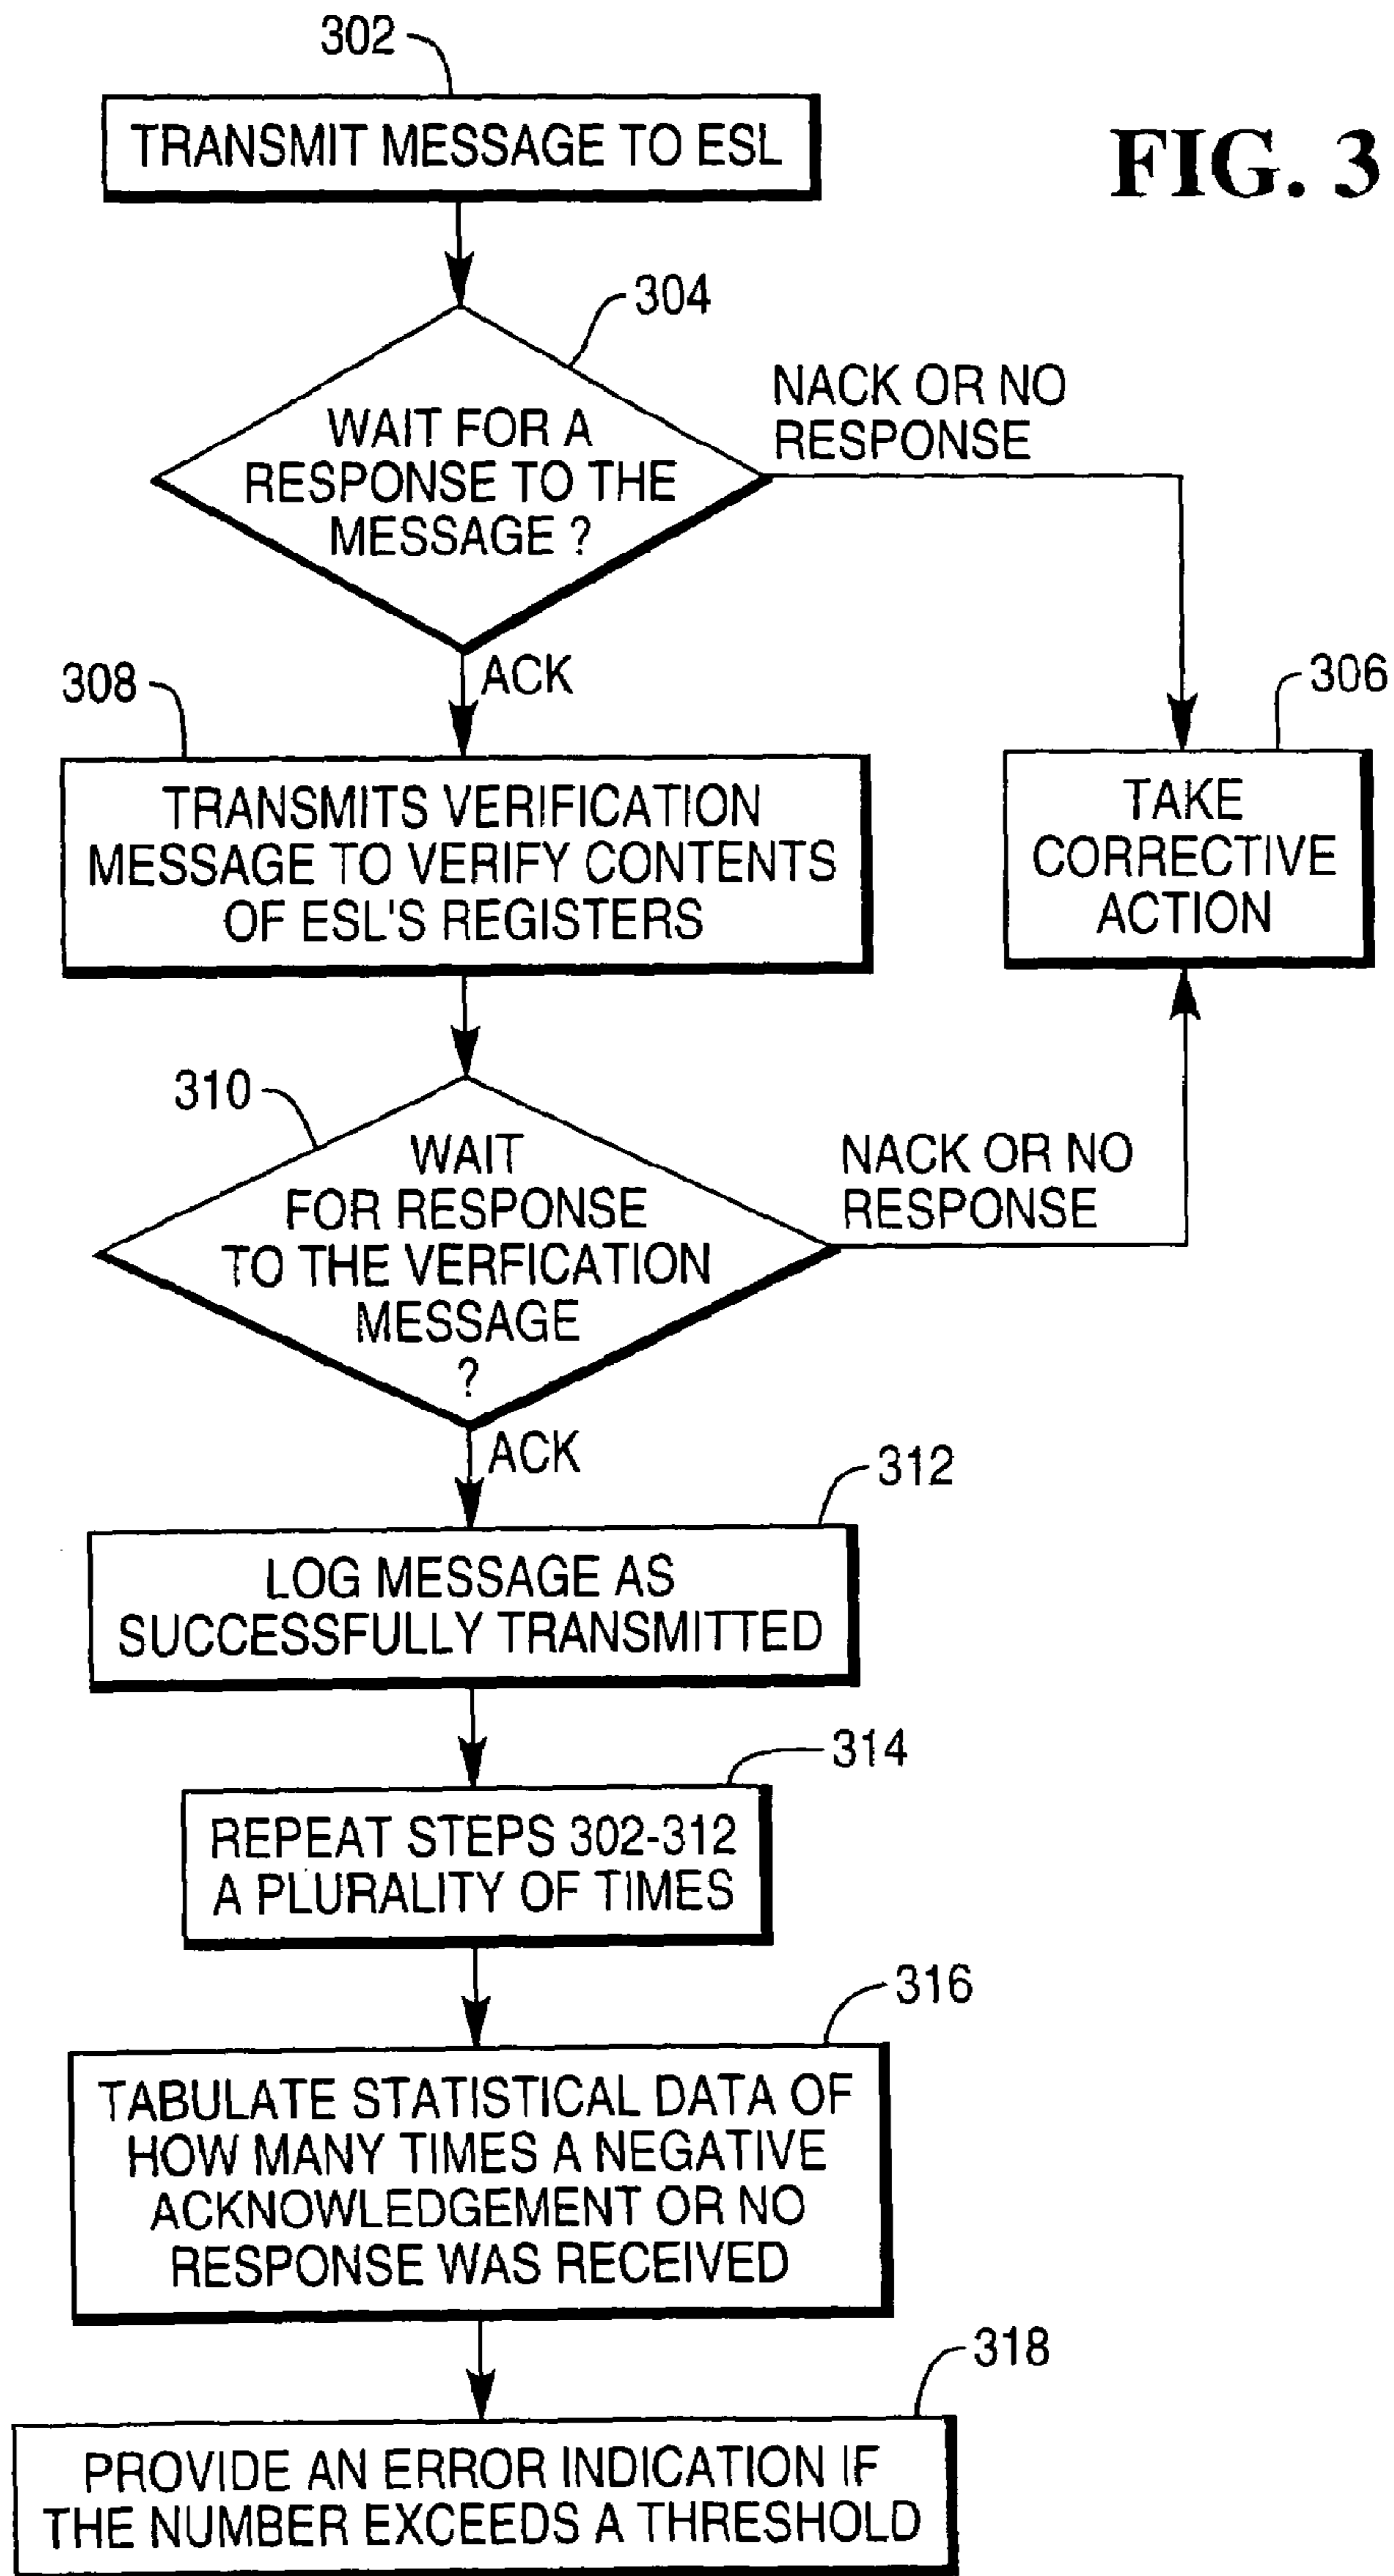 302
TRANSMIT MESSAGE TO ESL
FIG. 3
304
WAIT FOR A
RESPONSE TO THE
MESSAGE ?
NACK OR NO
RESPONSE
ACK
308
TRANSMITS VERIFICATION
MESSAGE TO VERIFY CONTENTS
OF ESL'S REGISTERS
306
TAKE
CORRECTIVE
ACTION
310
WAIT
FOR RESPONSE
TO THE VERFICATION
MESSAGE
?
NACK OR NO
RESPONSE
ACK
312
LOG MESSAGE AS
SUCCESSFULLY TRANSMITTED
314
REPEAT STEPS 302-312
A PLURALITY OF TIMES
316
TABULATE STATISTICAL DATA OF
HOW MANY TIMES A NEGATIVE
ACKNOWLEDGEMENT OR NO
RESPONSE WAS RECEIVED
318
PROVIDE AN ERROR INDICATION IF
THE NUMBER EXCEEDS A THRESHOLD